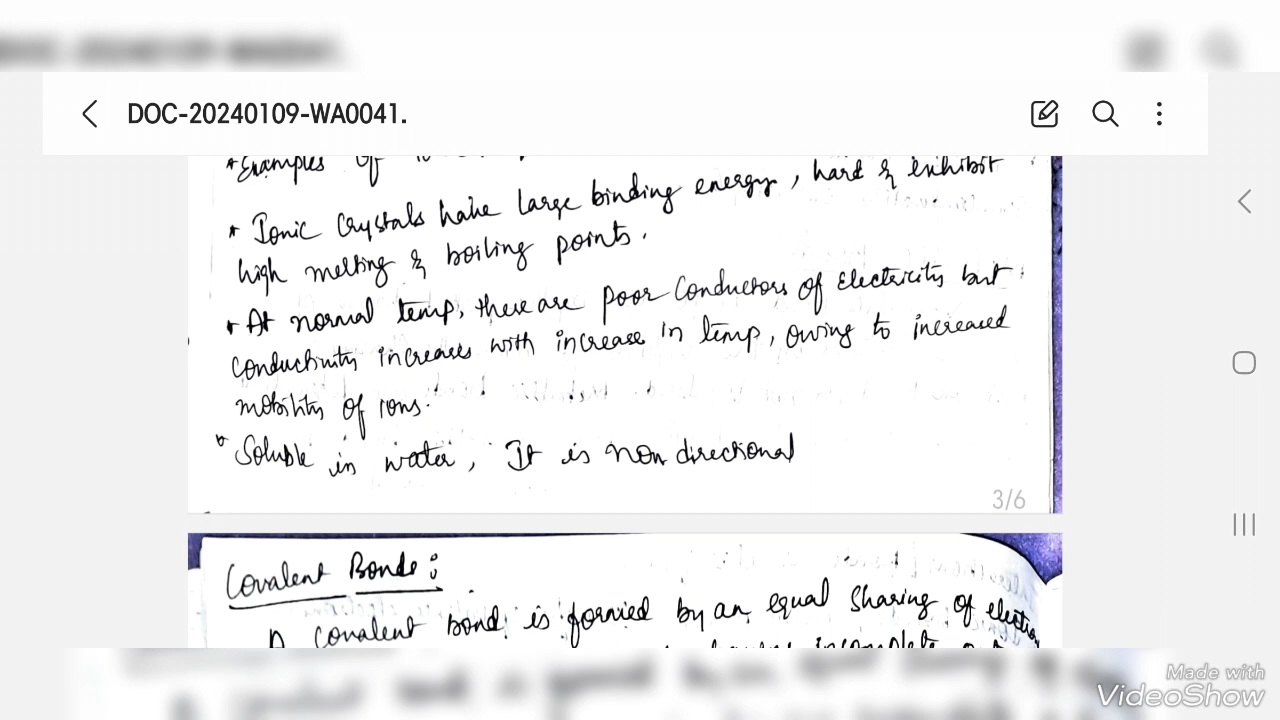 DOC-20240109-WA0041.
* Examples of
* Ionic Crystals have large binding energy, hard & exhibit
high melting & boiling points.
* At normal temp, these are poor Conductors of Electricity but
Conductivity increases with increase in temp, owing to increased
mobility of ions.
* Soluble in water, It is non directional
3/6
Covalent Bonds:
A covalent bond is formed by an equal sharing of
Made with
VideoShow